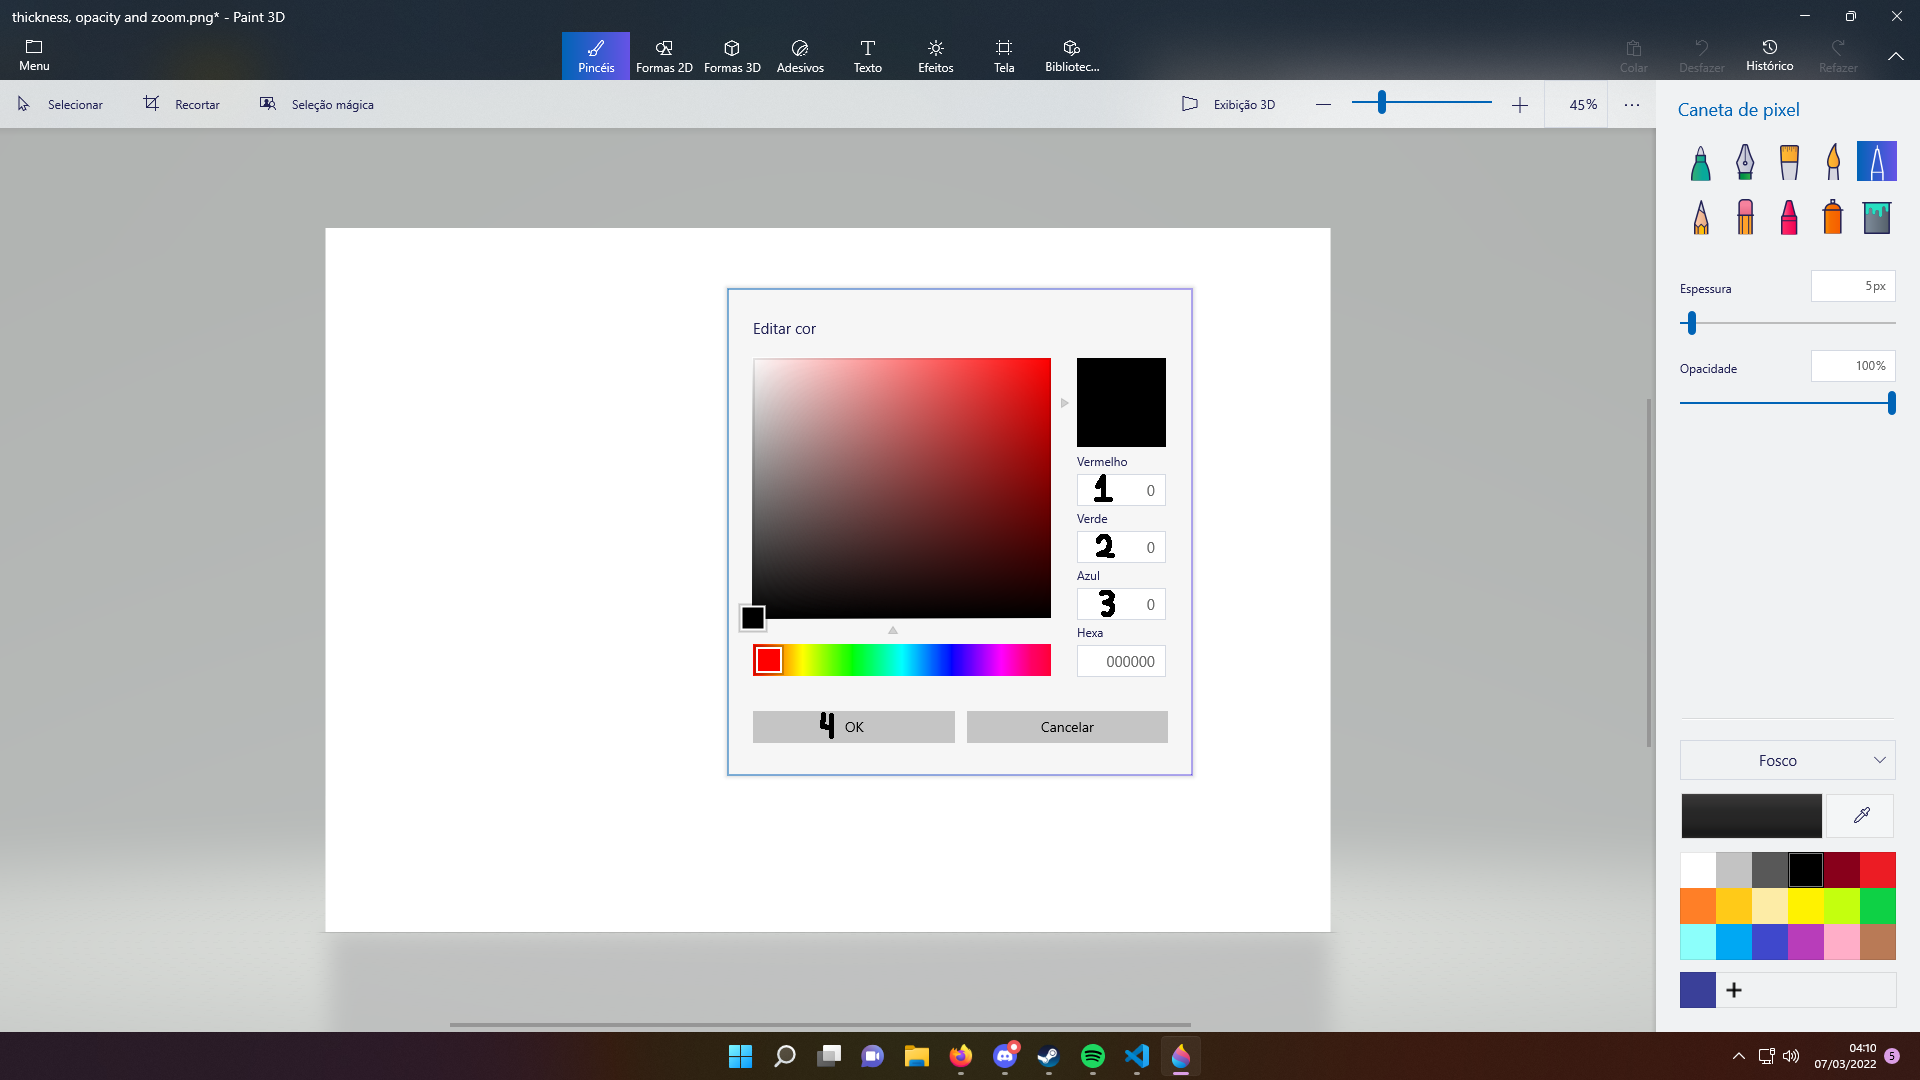 thickness, opacity and zoom.png* - Paint 3D
Menu
Pincéis
Formas 2D
Formas 3D
Adesivos
Texto
Efeitos
Tela
Bibliotec...
Colar
Desfazer
Histórico
Refazer
Selecionar
Recortar
Seleção mágica
Exibição 3D
45%
Caneta de pixel
Espessura
5px
Opacidade
100%
Editar cor
Vermelho
1 0
Verde
2 0
Azul
3 0
Hexa
000000
4 OK
Cancelar
Fosco
04:10
07/03/2022
5